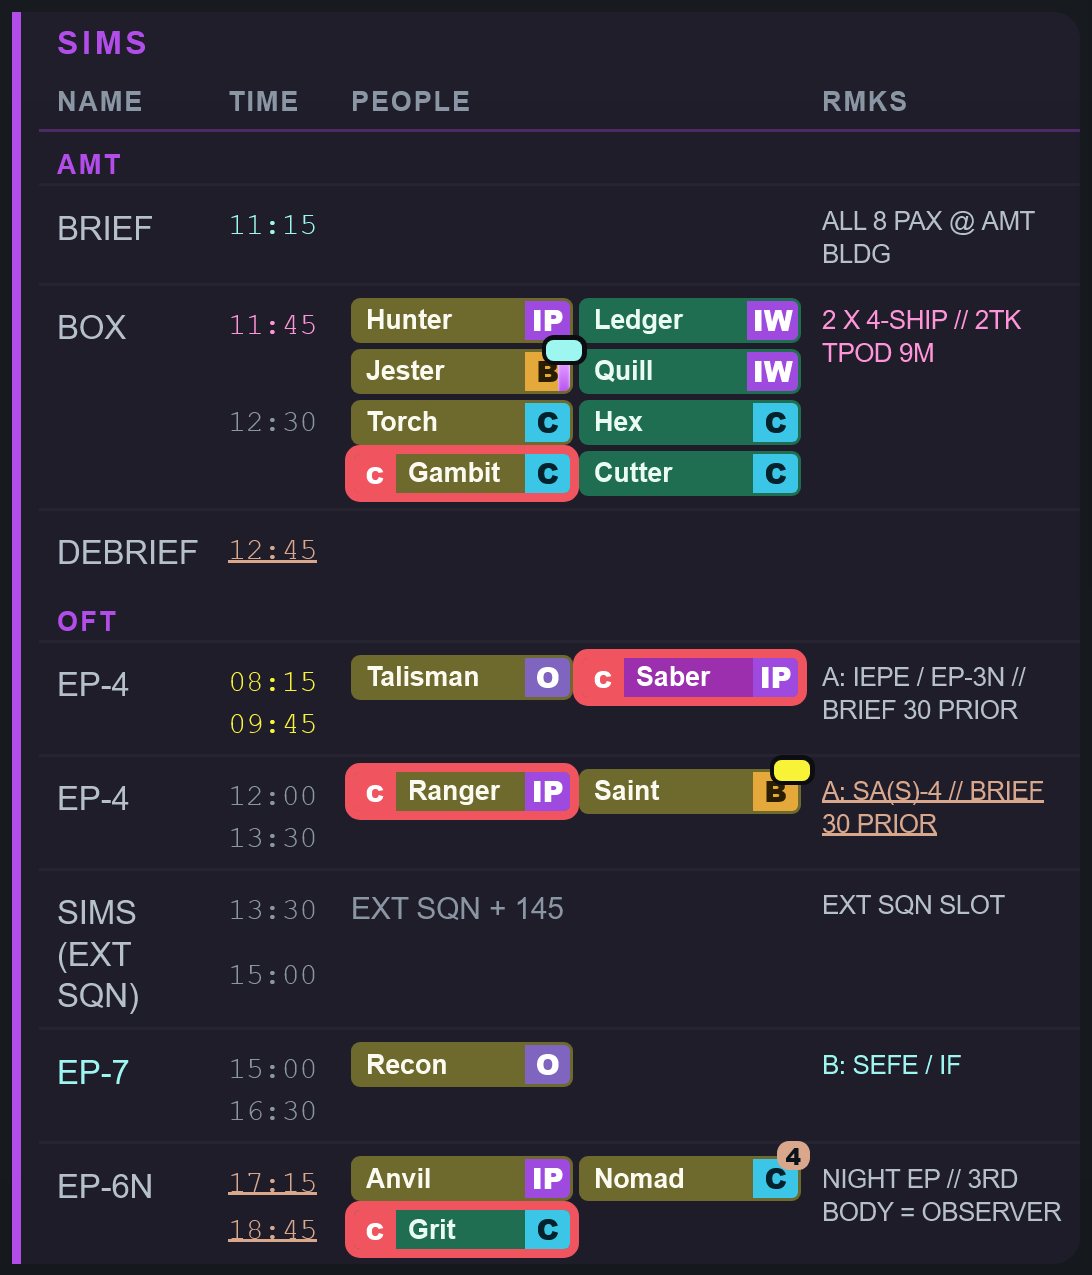 SIMS
NAME TIME PEOPLE RMKS
AMT
BRIEF 11:15 ALL 8 PAX @ AMT
BLDG
BOX 11:45 Hunter IP Ledger IW 2 X 4-SHIP // 2TK
Jester B Quill IW TPOD 9M
12:30 Torch C Hex C
c Gambit C Cutter C
DEBRIEF 12:45
OFT
EP-4 08:15 Talisman O c Saber IP A: IEPE / EP-3N //
09:45 BRIEF 30 PRIOR
EP-4 12:00 c Ranger IP Saint B A: SA(S)-4 // BRIEF
13:30 30 PRIOR
SIMS 13:30 EXT SQN + 145 EXT SQN SLOT
(EXT
15:00
SQN)
EP-7 15:00 Recon O B: SEFE / IF
16:30
4
EP-6N 17:15 Anvil IP Nomad C NIGHT EP // 3RD
18:45 c Grit C BODY = OBSERVER